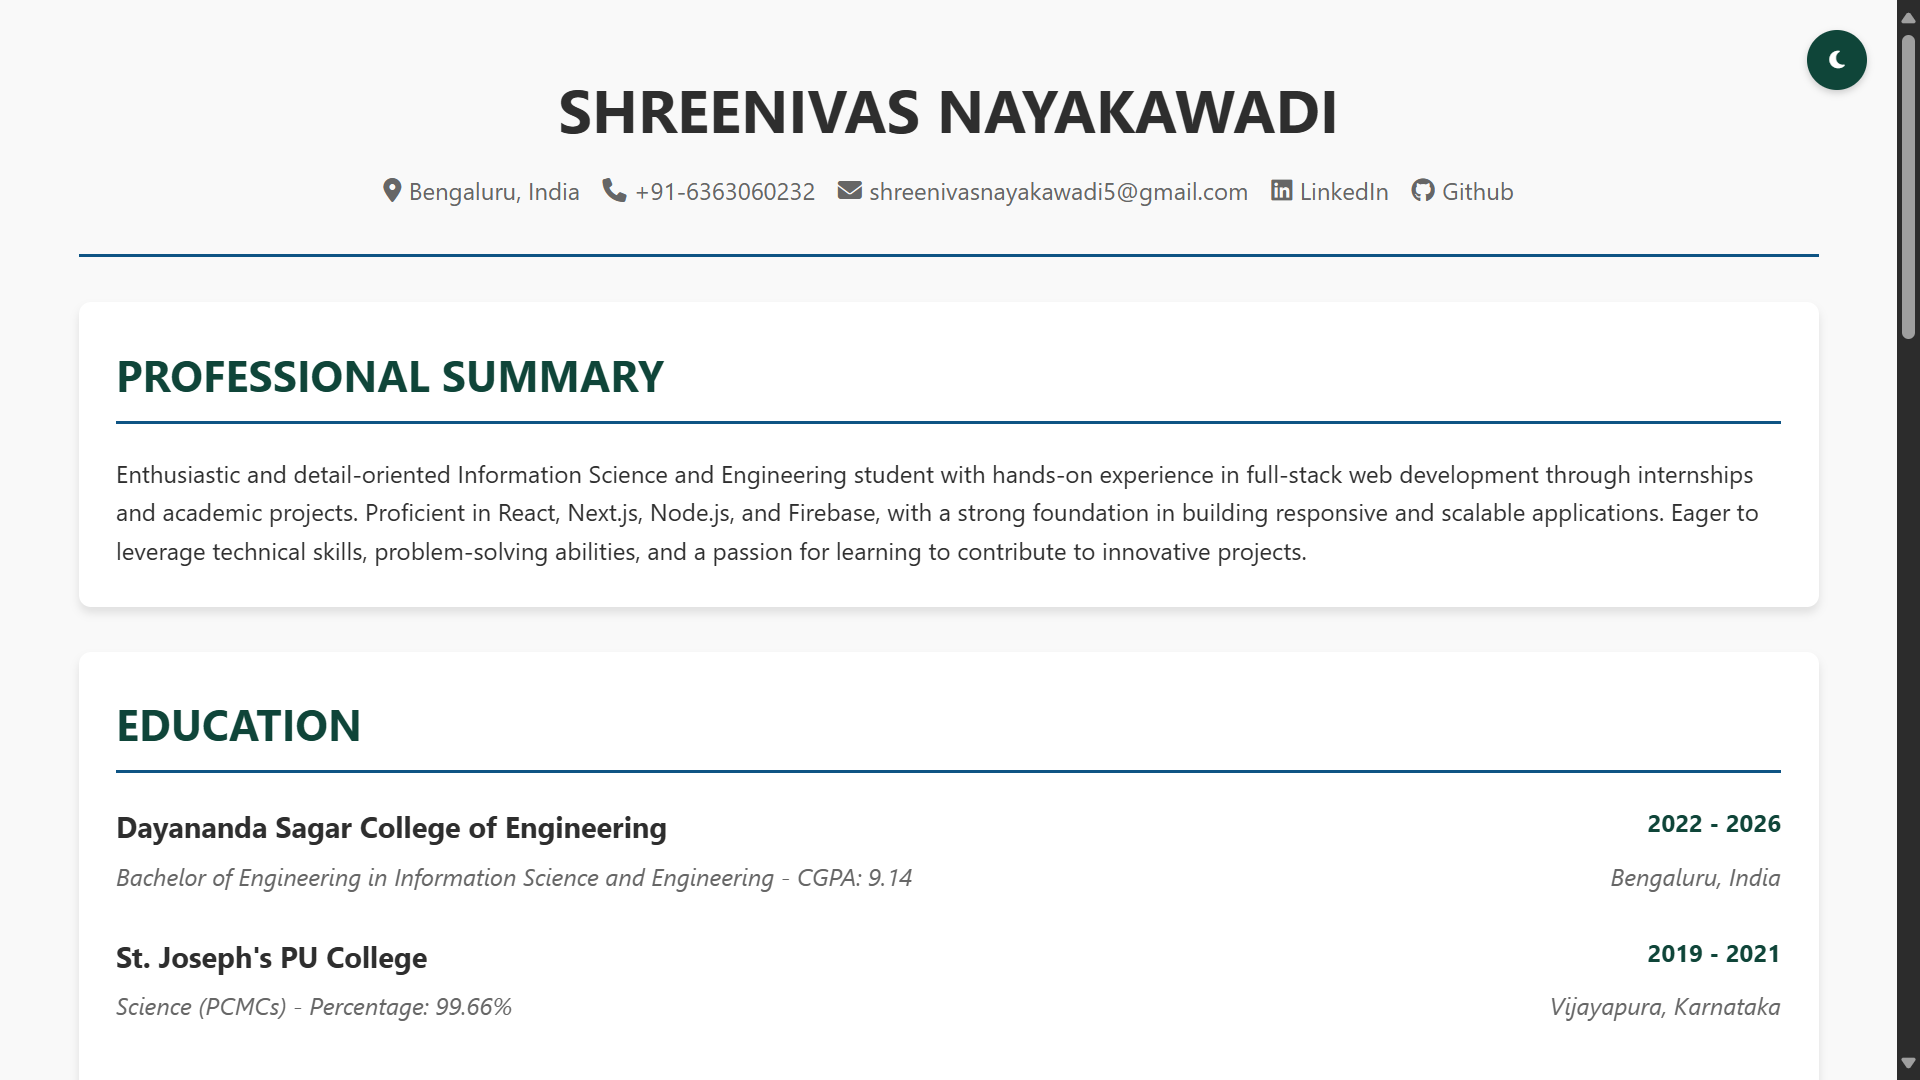 SHREENIVAS NAYAKAWADI
Bengaluru, India +91-6363060232 shreenivasnayakawadi5@gmail.com LinkedIn Github
PROFESSIONAL SUMMARY
Enthusiastic and detail-oriented Information Science and Engineering student with hands-on experience in full-stack web development through internships
and academic projects. Proficient in React, Next.js, Node.js, and Firebase, with a strong foundation in building responsive and scalable applications. Eager to
leverage technical skills, problem-solving abilities, and a passion for learning to contribute to innovative projects.
EDUCATION
Dayananda Sagar College of Engineering 2022 - 2026
Bachelor of Engineering in Information Science and Engineering - CGPA: 9.14 Bengaluru, India
St. Joseph's PU College 2019 - 2021
Science (PCMCs) - Percentage: 99.66% Vijayapura, Karnataka